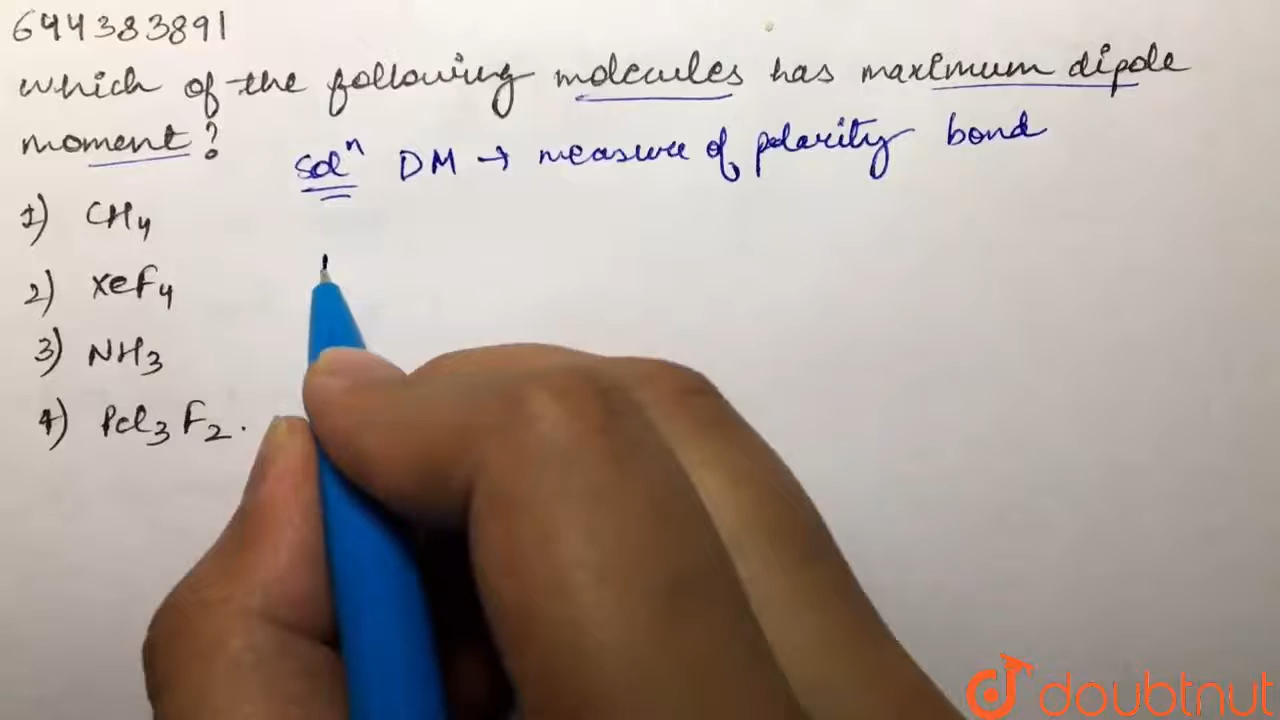 644383891
Which of the following molecules has maximum dipole
moment?
Solⁿ DM → measure of polarity bond
1) CH4
2) XeF4
3) NH3
4) PCl3F2.
doubtnut